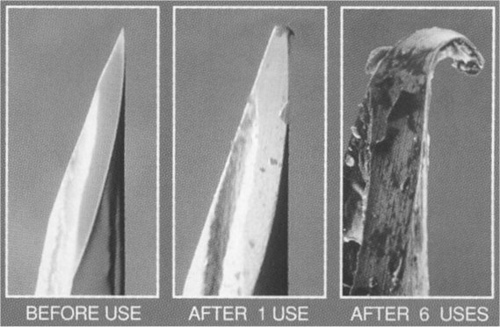 BEFORE USE
AFTER 1 USE
AFTER 6 USES